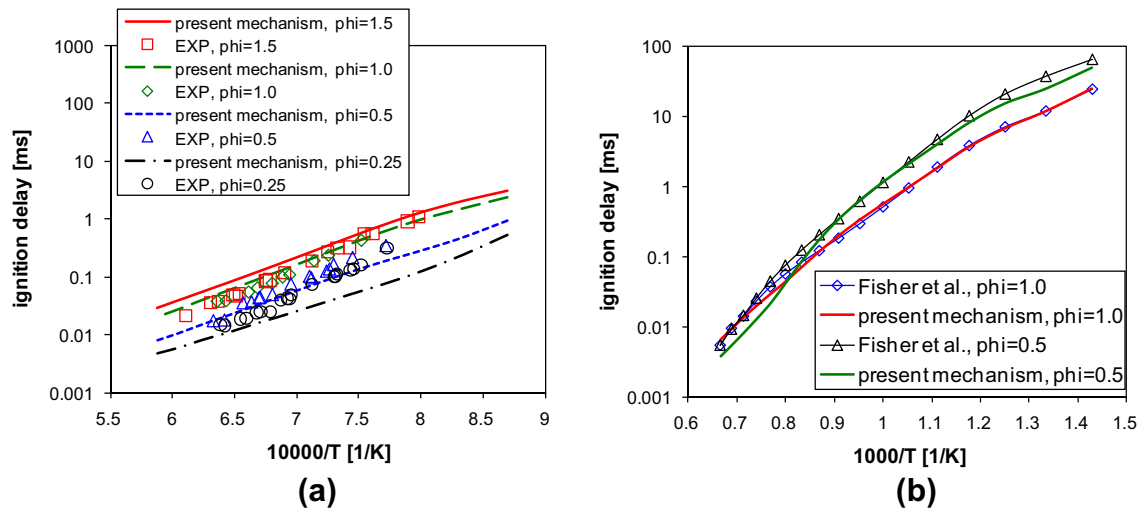 present mechanism, phi=1.5
EXP, phi=1.5
present mechanism, phi=1.0
EXP, phi=1.0
present mechanism, phi=0.5
EXP, phi=0.5
present mechanism, phi=0.25
EXP, phi=0.25
1000
100
10
1
0.1
0.01
0.001
ignition delay [ms]
5.5 6 6.5 7 7.5 8 8.5 9
10000/T [1/K]
(a)
100
10
1
0.1
0.01
0.001
ignition delay [ms]
Fisher et al., phi=1.0
present mechanism, phi=1.0
Fisher et al., phi=0.5
present mechanism, phi=0.5
0.6 0.7 0.8 0.9 1 1.1 1.2 1.3 1.4 1.5
1000/T [1/K]
(b)